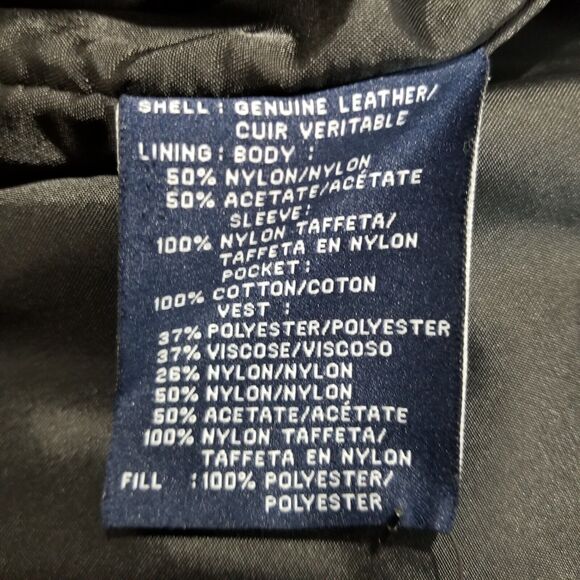 SHELL : GENUINE LEATHER/
CUIR VERITABLE
LINING : BODY :
50% NYLON/NYLON
50% ACETATE/ACÉTATE
SLEEVE:
100% NYLON TAFFETA/
TAFFETA EN NYLON
POCKET:
100% COTTON/COTON
VEST :
37% POLYESTER/POLYESTER
37% VISCOSE/VISCOSO
26% NYLON/NYLON
50% NYLON/NYLON
50% ACETATE/ACÉTATE
100% NYLON TAFFETA/
TAFFETA EN NYLON
FILL :100% POLYESTER/
POLYESTER